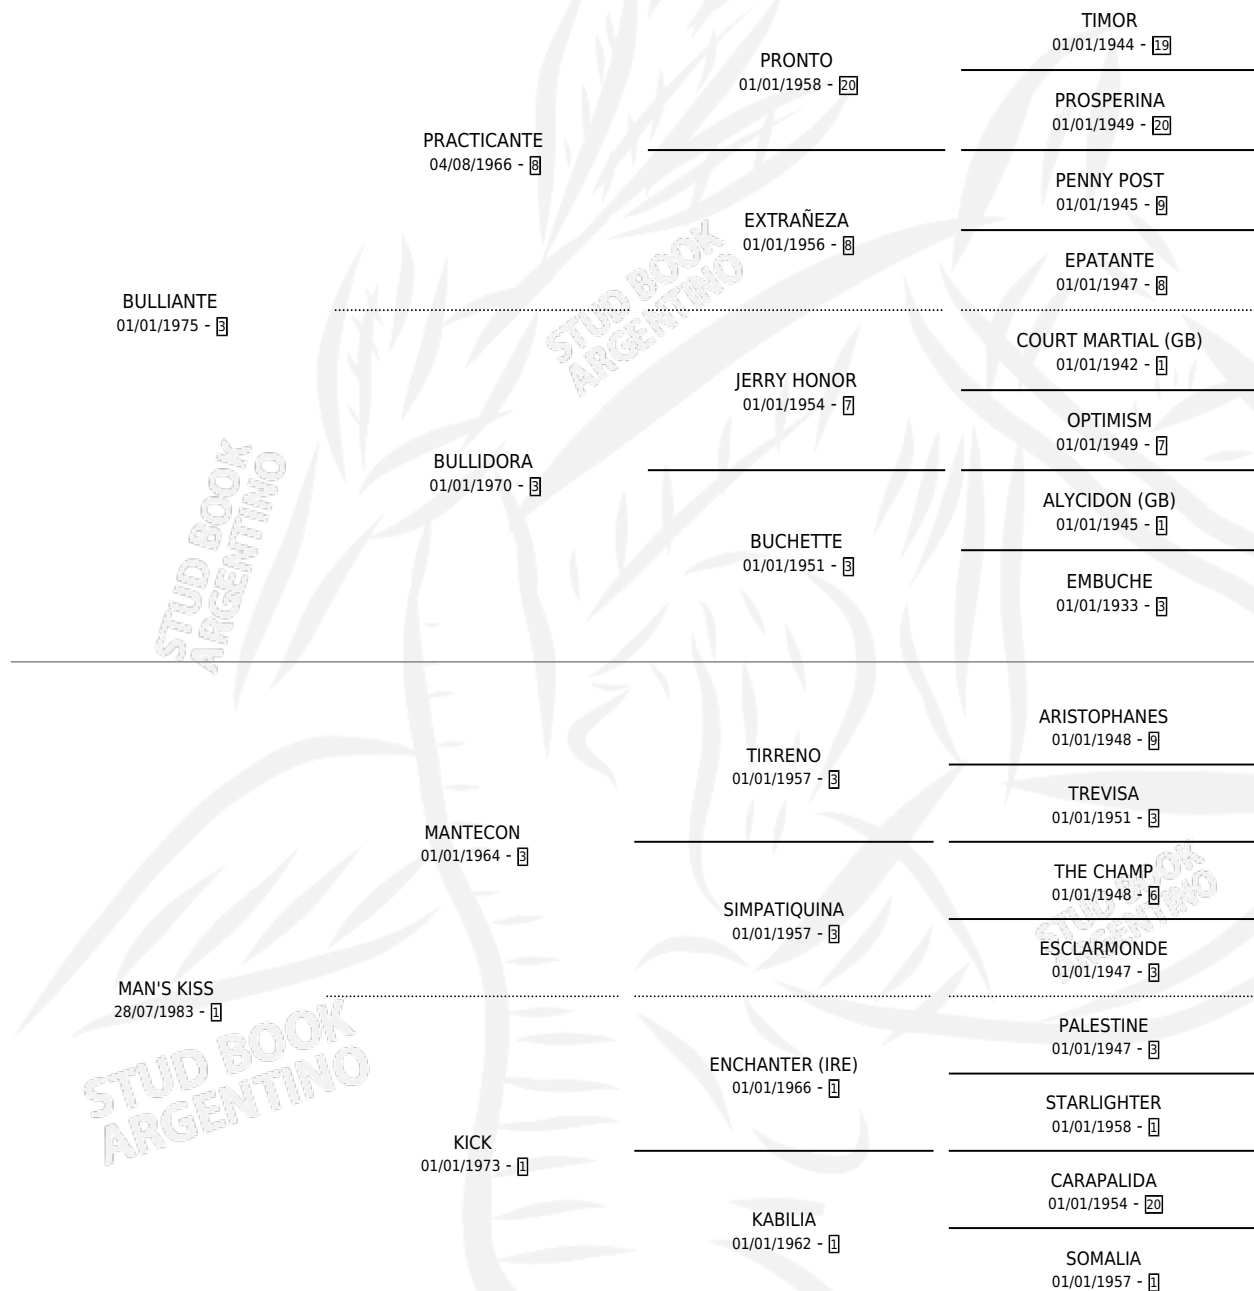 TIMOR
01/01/1944 - 19
PRONTO
01/01/1958 - 20
PROSPERINA
01/01/1949 - 20
PRACTICANTE
04/08/1966 - 8
PENNY POST
01/01/1945 - 9
EXTRAÑEZA
01/01/1956 - 8
EPATANTE
01/01/1947 - 8
BULLIANTE
01/01/1975 - 3
COURT MARTIAL (GB)
01/01/1942 - 1
JERRY HONOR
01/01/1954 - 7
OPTIMISM
01/01/1949 - 7
BULLIDORA
01/01/1970 - 3
ALYCIDON (GB)
01/01/1945 - 1
BUCHETTE
01/01/1951 - 3
EMBUCHE
01/01/1933 - 3
ARISTOPHANES
01/01/1948 - 9
TIRRENO
01/01/1957 - 3
TREVISA
01/01/1951 - 3
MANTECON
01/01/1964 - 3
THE CHAMP
01/01/1948 - 6
SIMPATIQUINA
01/01/1957 - 3
ESCLARMONDE
01/01/1947 - 3
MAN'S KISS
28/07/1983 - 1
PALESTINE
01/01/1947 - 3
ENCHANTER (IRE)
01/01/1966 - 1
STARLIGHTER
01/01/1958 - 1
KICK
01/01/1973 - 1
CARAPALIDA
01/01/1954 - 20
KABILIA
01/01/1962 - 1
SOMALIA
01/01/1957 - 1
STUD BOOK
ARGENTINO
STUD BOOK
ARGENTINO
STUD BOOK
ARGENTINO
STUD BOOK
ARGENTINO